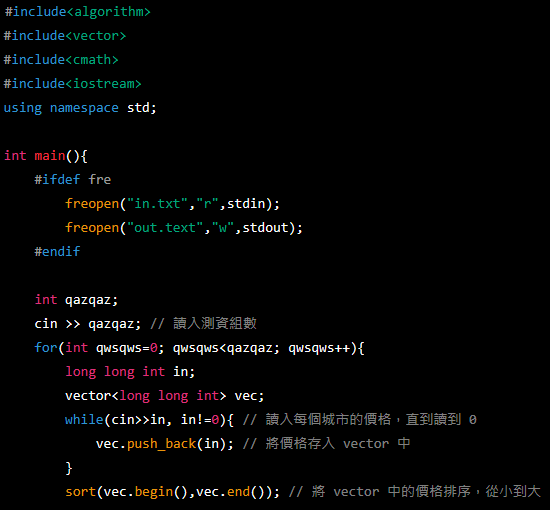 #include<algorithm>
#include<vector>
#include<cmath>
#include<iostream>
using namespace std;
int main(){
#ifdef fre
freopen("in.txt","r",stdin);
freopen("out.text","w",stdout);
#endif
int qazqaz;
cin >> qazqaz; // 讀入測資組數
for(int qwsqws=0; qwsqws<qazqaz; qwsqws++){
long long int in;
vector<long long int> vec;
while(cin>>in, in!=0){ // 讀入每個城市的價格，直到讀到 0
vec.push_back(in); // 將價格存入 vector 中
}
sort(vec.begin(),vec.end()); // 將 vector 中的價格排序，從小到大